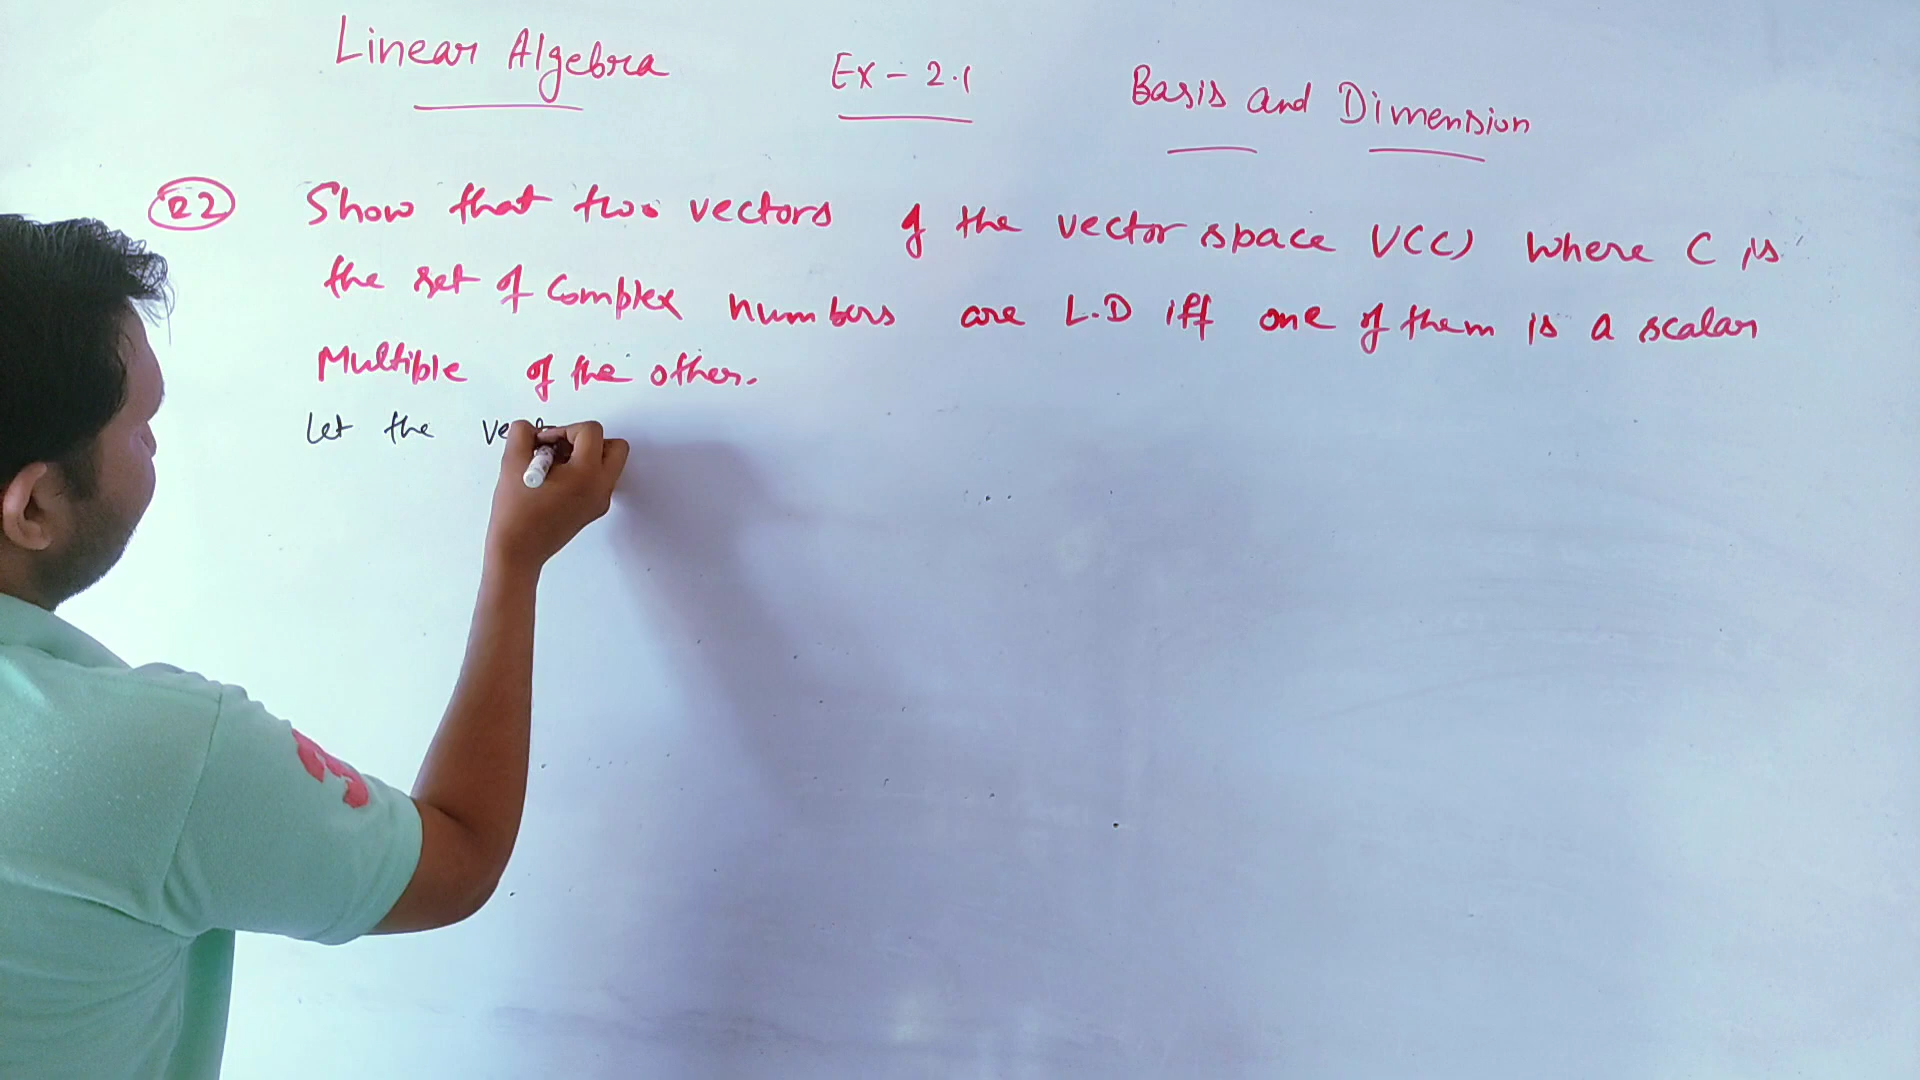 Linear Algebra Ex - 2.1 Basis and Dimension
22 Show that two vectors of the vector space V(C) where C is
the set of Complex numbers are L.D iff one of them is a scalar
Multiple of the other.
Let the